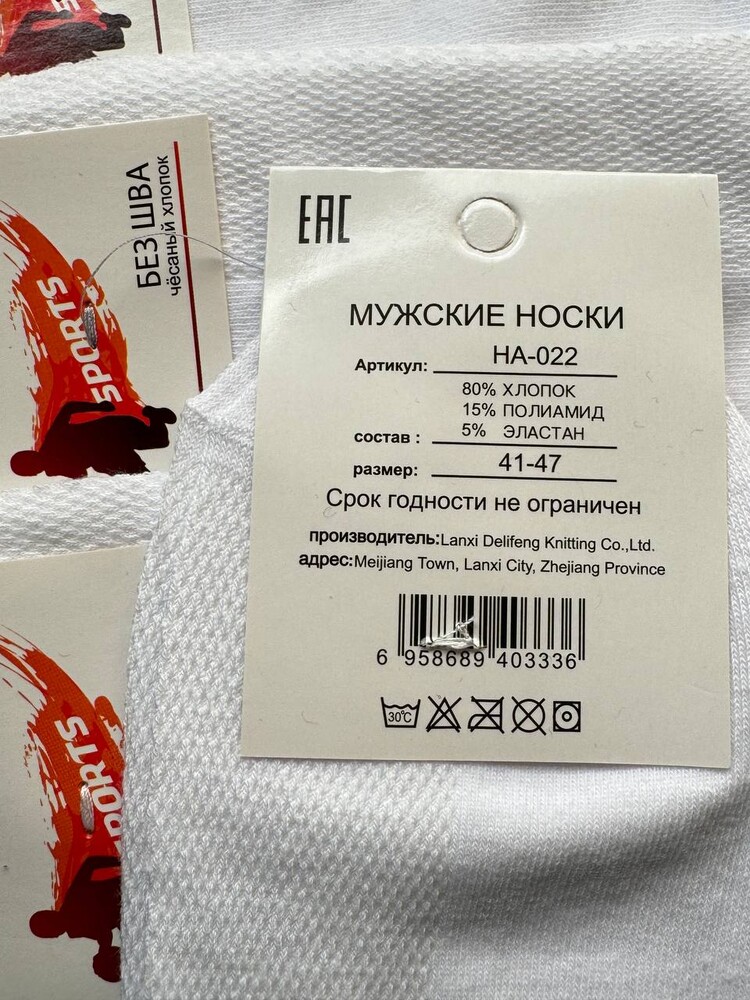 БЕЗ ШВА
чёсаный хлопок
SPORTS
EAC
МУЖСКИЕ НОСКИ
Артикул: HA-022
80% ХЛОПОК
15% ПОЛИАМИД
состав : 5% ЭЛАСТАН
размер: 41-47
Срок годности не ограничен
производитель:Lanxi Delifeng Knitting Co.,Ltd.
адрес:Meijiang Town, Lanxi City, Zhejiang Province
6 958689 403336
30°C
SPORTS